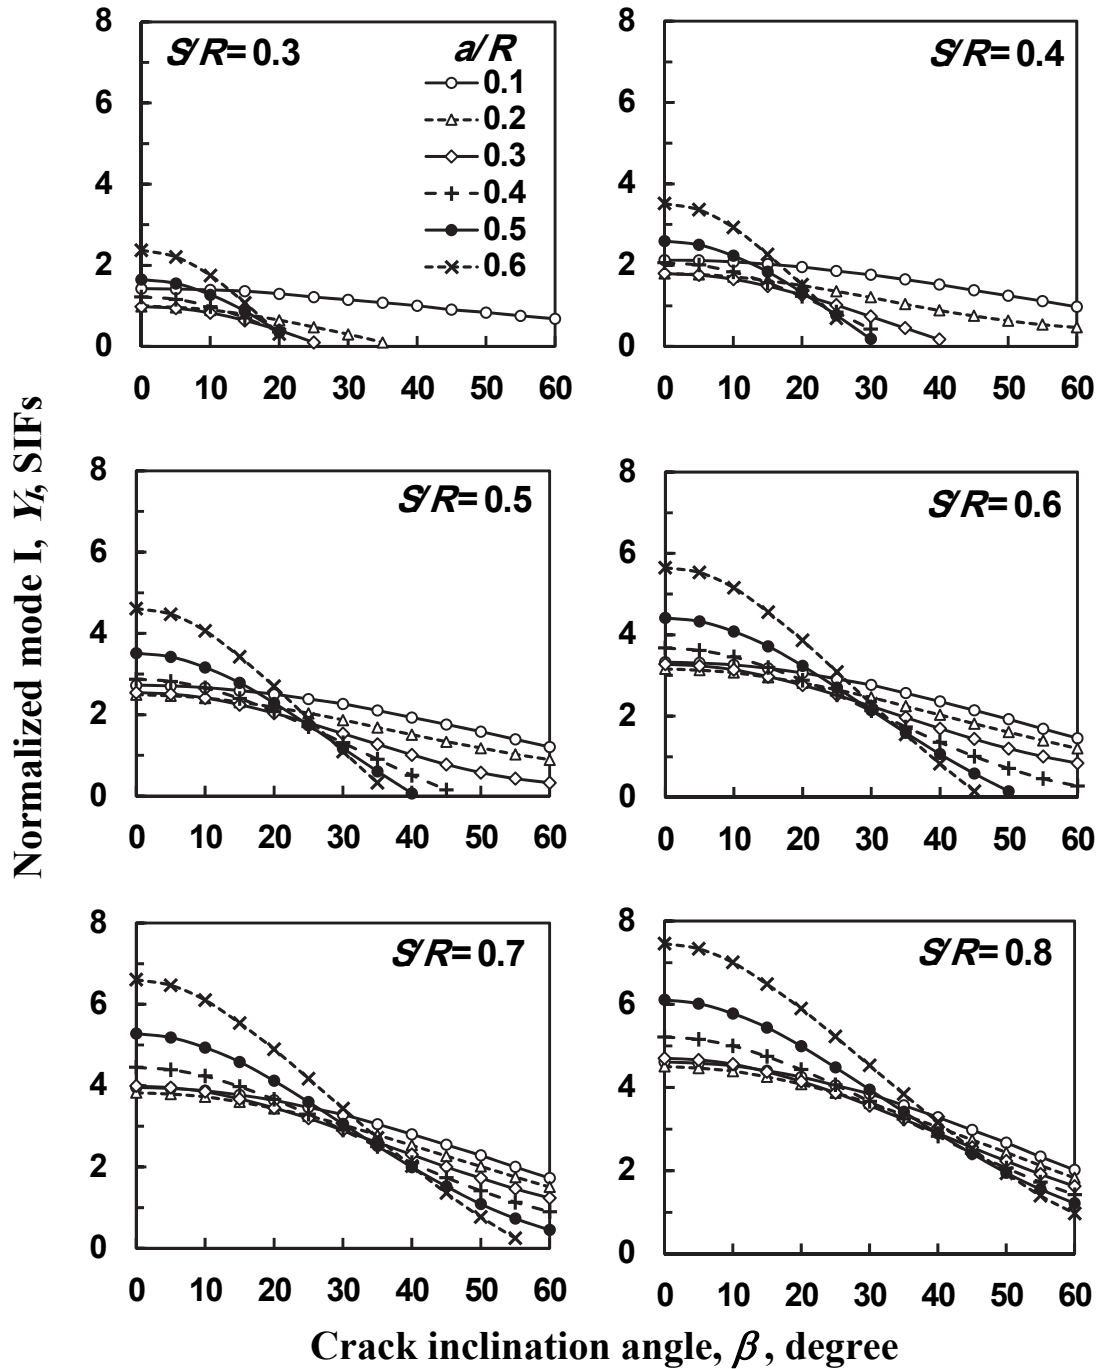 S/R= 0.3
a/R
0.1
0.2
0.3
0.4
0.5
0.6
8
6
4
2
0
0 10 20 30 40 50 60
S/R= 0.4
8
6
4
2
0
0 10 20 30 40 50 60
Normalized mode I, Y_I, SIFs
S/R= 0.5
8
6
4
2
0
0 10 20 30 40 50 60
S/R= 0.6
8
6
4
2
0
0 10 20 30 40 50 60
S/R= 0.7
8
6
4
2
0
0 10 20 30 40 50 60
S/R= 0.8
8
6
4
2
0
0 10 20 30 40 50 60
Crack inclination angle, β, degree